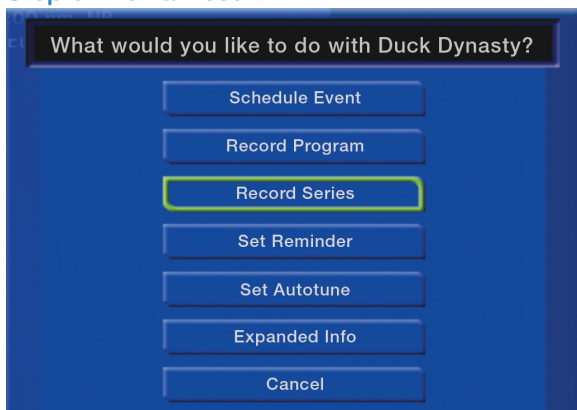 What would you like to do with Duck Dynasty?
Schedule Event
Record Program
Record Series
Set Reminder
Set Autotune
Expanded Info
Cancel